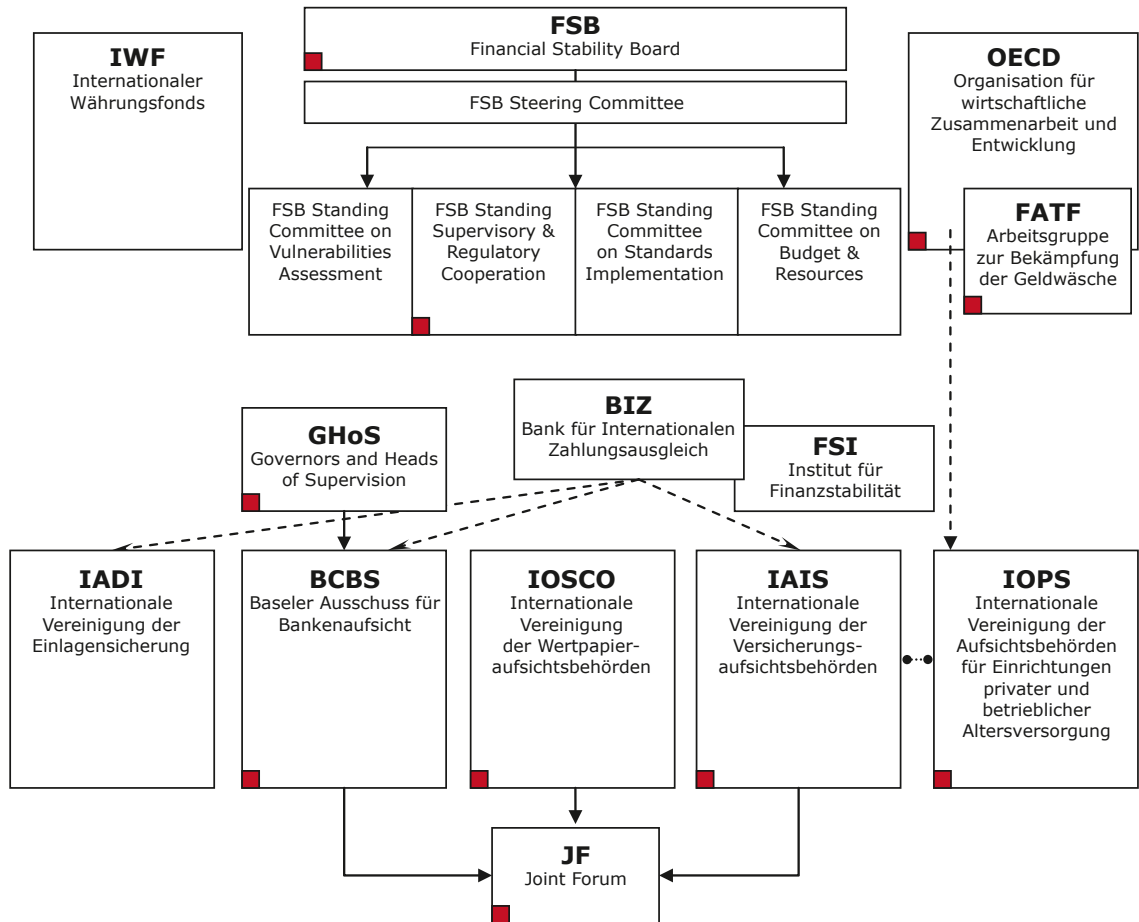 FSB
Financial Stability Board
IWF
Internationaler
Währungsfonds
FSB Steering Committee
OECD
Organisation für
wirtschaftliche
Zusammenarbeit und
Entwicklung
FSB Standing
Committee on
Vulnerabilities
Assessment
FSB Standing
Supervisory &
Regulatory
Cooperation
FSB Standing
Committee
on Standards
Implementation
FSB Standing
Committee on
Budget &
Resources
FATF
Arbeitsgruppe
zur Bekämpfung
der Geldwäsche
BIZ
Bank für Internationalen
Zahlungsausgleich
GHoS
Governors and Heads
of Supervision
FSI
Institut für
Finanzstabilität
IADI
Internationale
Vereinigung der
Einlagensicherung
BCBS
Baseler Ausschuss für
Bankenaufsicht
IOSCO
Internationale
Vereinigung
der Wertpapier-
aufsichtsbehörden
IAIS
Internationale
Vereinigung der
Versicherungs-
aufsichtsbehörden
IOPS
Internationale
Vereinigung der
Aufsichtsbehörden
für Einrichtungen
privater und
betrieblicher
Altersversorgung
JF
Joint Forum